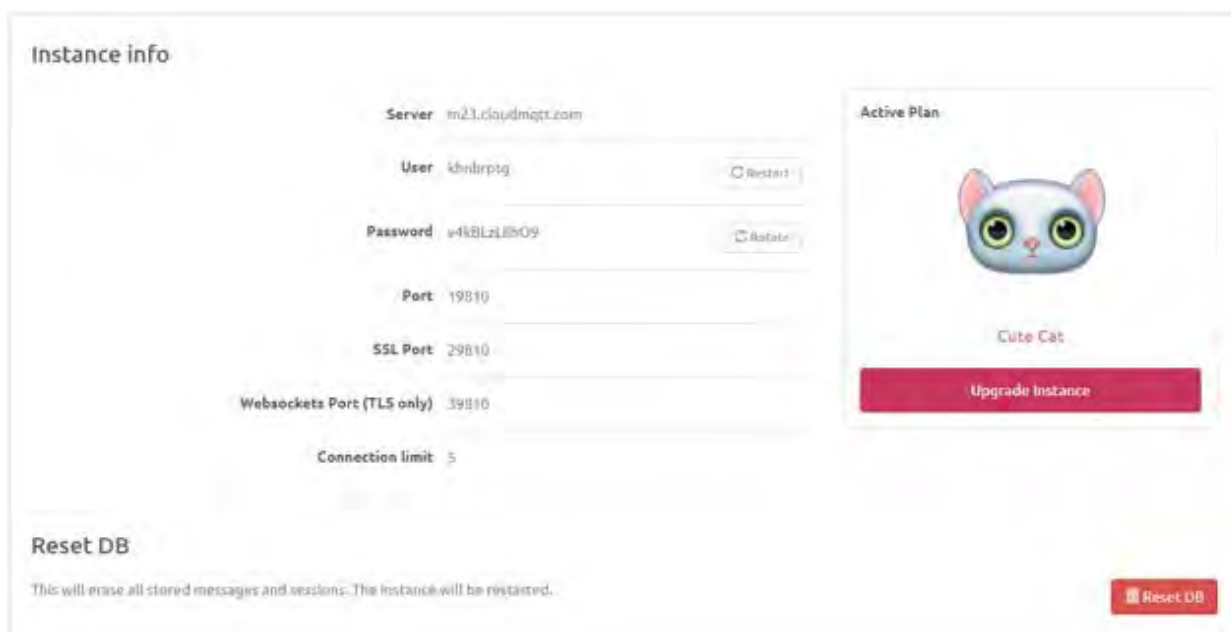 Instance info
Server m23.cloudmqtt.com
Active Plan
User khnbrptg
Restart
Password
Rotate
Port 19810
SSL Port 29810
Cute Cat
Upgrade Instance
Websockets Port (TLS only) 39810
Connection limit 5
Reset DB
This will erase all stored messages and sessions. The instance will be restarted.
Reset DB